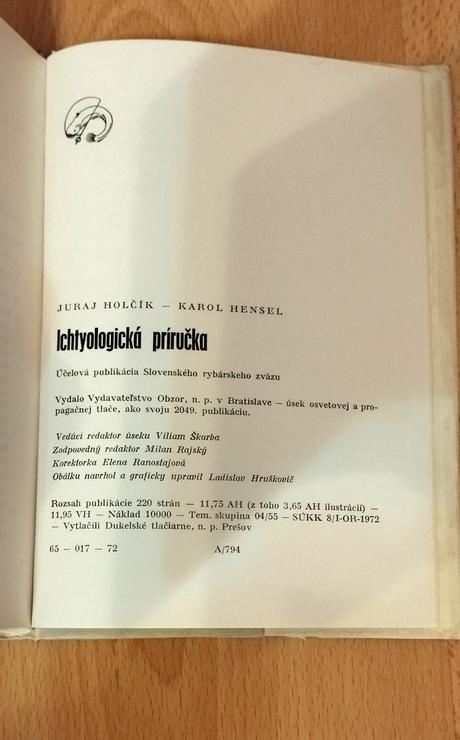 JURAJ HOLČÍK — KAROL HENSEL
Ichtyologická príručka
Účelová publikácia Slovenského rybárskeho zväzu
Vydalo Vydavateľstvo Obzor, n. p. v Bratislave — úsek osvetovej a pro-
pagačnej tlače, ako svoju 2049. publikáciu.
Vedúci redaktor úseku Viliam Škarba
Zodpovedný redaktor Milan Rajský
Korektorka Elena Ranostajová
Obálku navrhol a graficky upravil Ladislav Hruškovič
Rozsah publikácie 220 strán — 11,75 AH (z toho 3,65 AH ilustrácií) —
11,95 VH — Náklad 10000 — Tem. skupina 04/55 — SÚKK 8/I-OR-1972
— Vytlačili Dukelské tlačiarne, n. p. Prešov
65 — 017 — 72 A/794